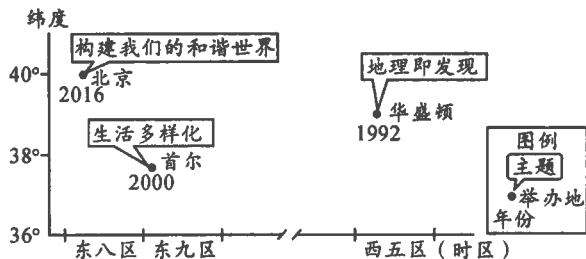 纬度
构建我们的和谐世界
40°
北京
2016
地理即发现
华盛顿
1992
生活多样化
38°
首尔
2000
图例
主题
举办地
年份
36°
东八区 东九区 西五区(时区)